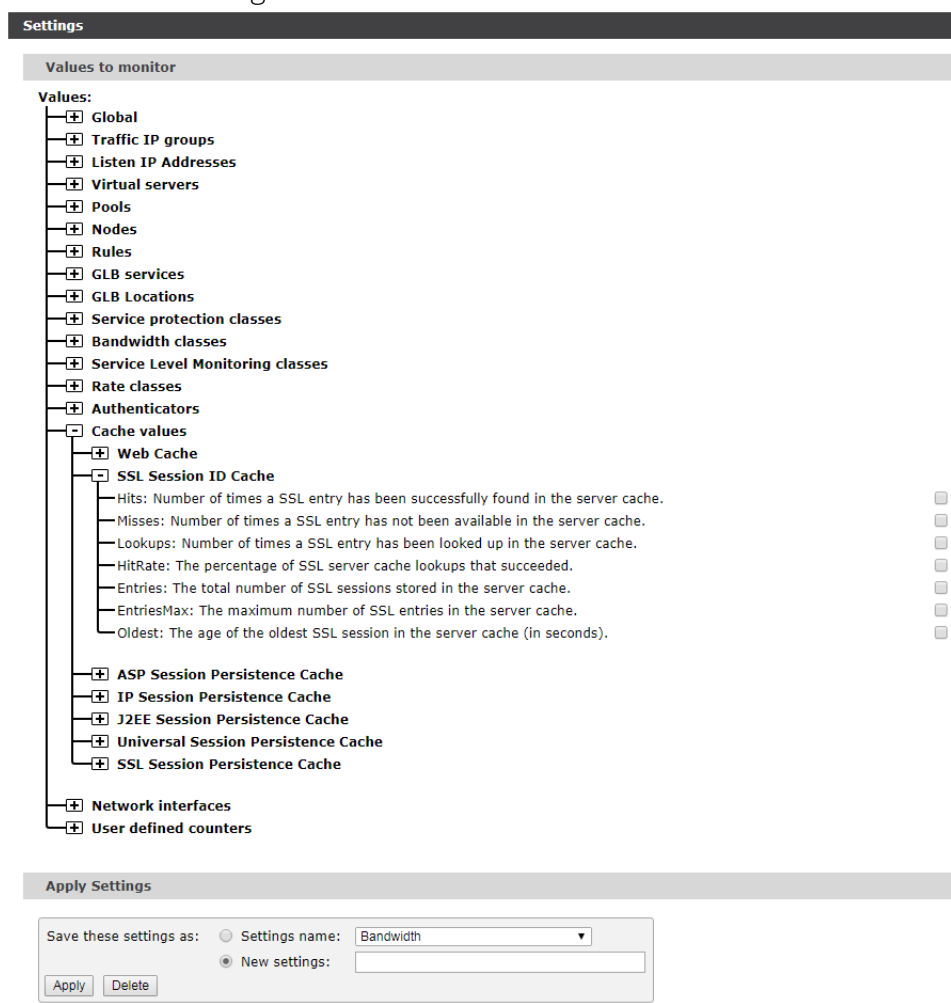 Settings
Values to monitor
Values:
Global
Traffic IP groups
Listen IP Addresses
Virtual servers
Pools
Nodes
Rules
GLB services
GLB Locations
Service protection classes
Bandwidth classes
Service Level Monitoring classes
Rate classes
Authenticators
Cache values
Web Cache
SSL Session ID Cache
Hits: Number of times a SSL entry has been successfully found in the server cache.
Misses: Number of times a SSL entry has not been available in the server cache.
Lookups: Number of times a SSL entry has been looked up in the server cache.
HitRate: The percentage of SSL server cache lookups that succeeded.
Entries: The total number of SSL sessions stored in the server cache.
EntriesMax: The maximum number of SSL entries in the server cache.
Oldest: The age of the oldest SSL session in the server cache (in seconds).
ASP Session Persistence Cache
IP Session Persistence Cache
J2EE Session Persistence Cache
Universal Session Persistence Cache
SSL Session Persistence Cache
Network interfaces
User defined counters
Apply Settings
Save these settings as: Settings name: Bandwidth
New settings:
Apply Delete